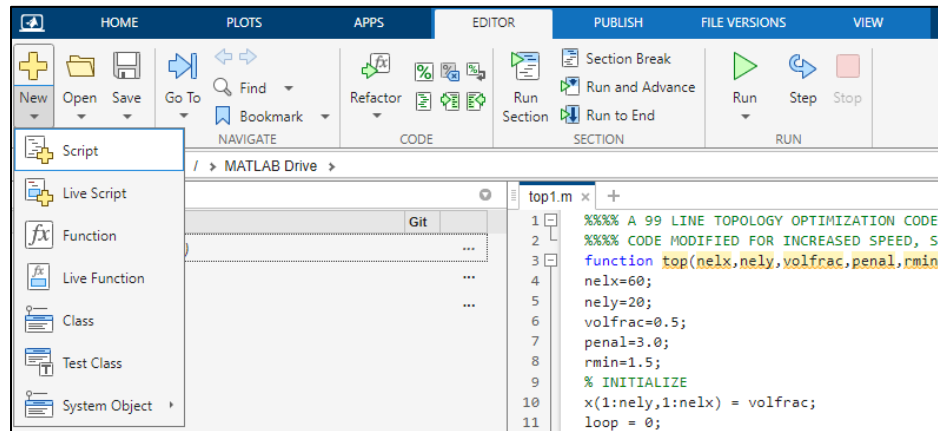 HOME PLOTS APPS EDITOR PUBLISH FILE VERSIONS VIEW
New Open Save Go To Find Bookmark Refactor Run Section Section Break Run and Advance Run to End Run Step Stop
NAVIGATE CODE SECTION RUN
Script
Live Script
Function
Live Function
Class
Test Class
System Object
/ > MATLAB Drive >
Git
)
...
...
...
top1.m × +
1 %%%% A 99 LINE TOPOLOGY OPTIMIZATION CODE
2 %%%% CODE MODIFIED FOR INCREASED SPEED, S
3 function top(nelx,nely,volfrac,penal,rmin
4 nelx=60;
5 nely=20;
6 volfrac=0.5;
7 penal=3.0;
8 rmin=1.5;
9 % INITIALIZE
10 x(1:nely,1:nelx) = volfrac;
11 loop = 0;